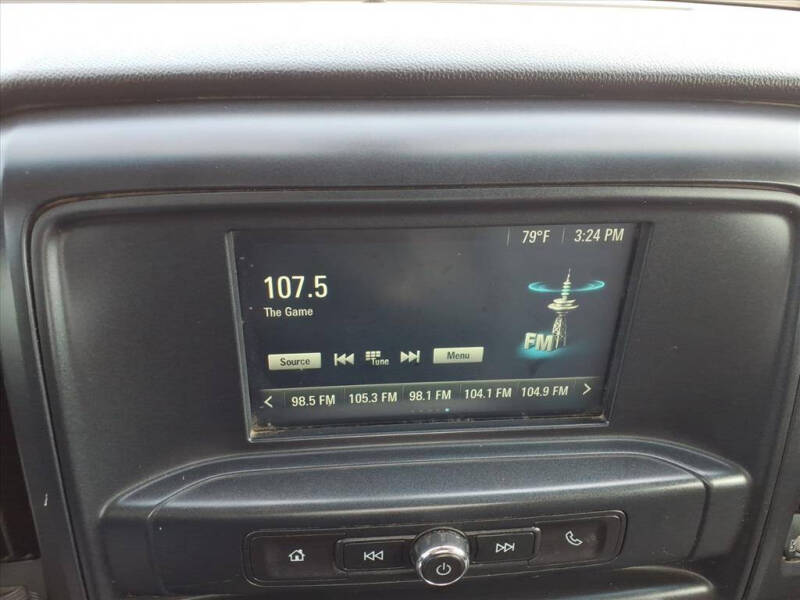 79°F 3:24 PM
107.5
The Game
FM
Source Tune Menu
98.5 FM 105.3 FM 98.1 FM 104.1 FM 104.9 FM